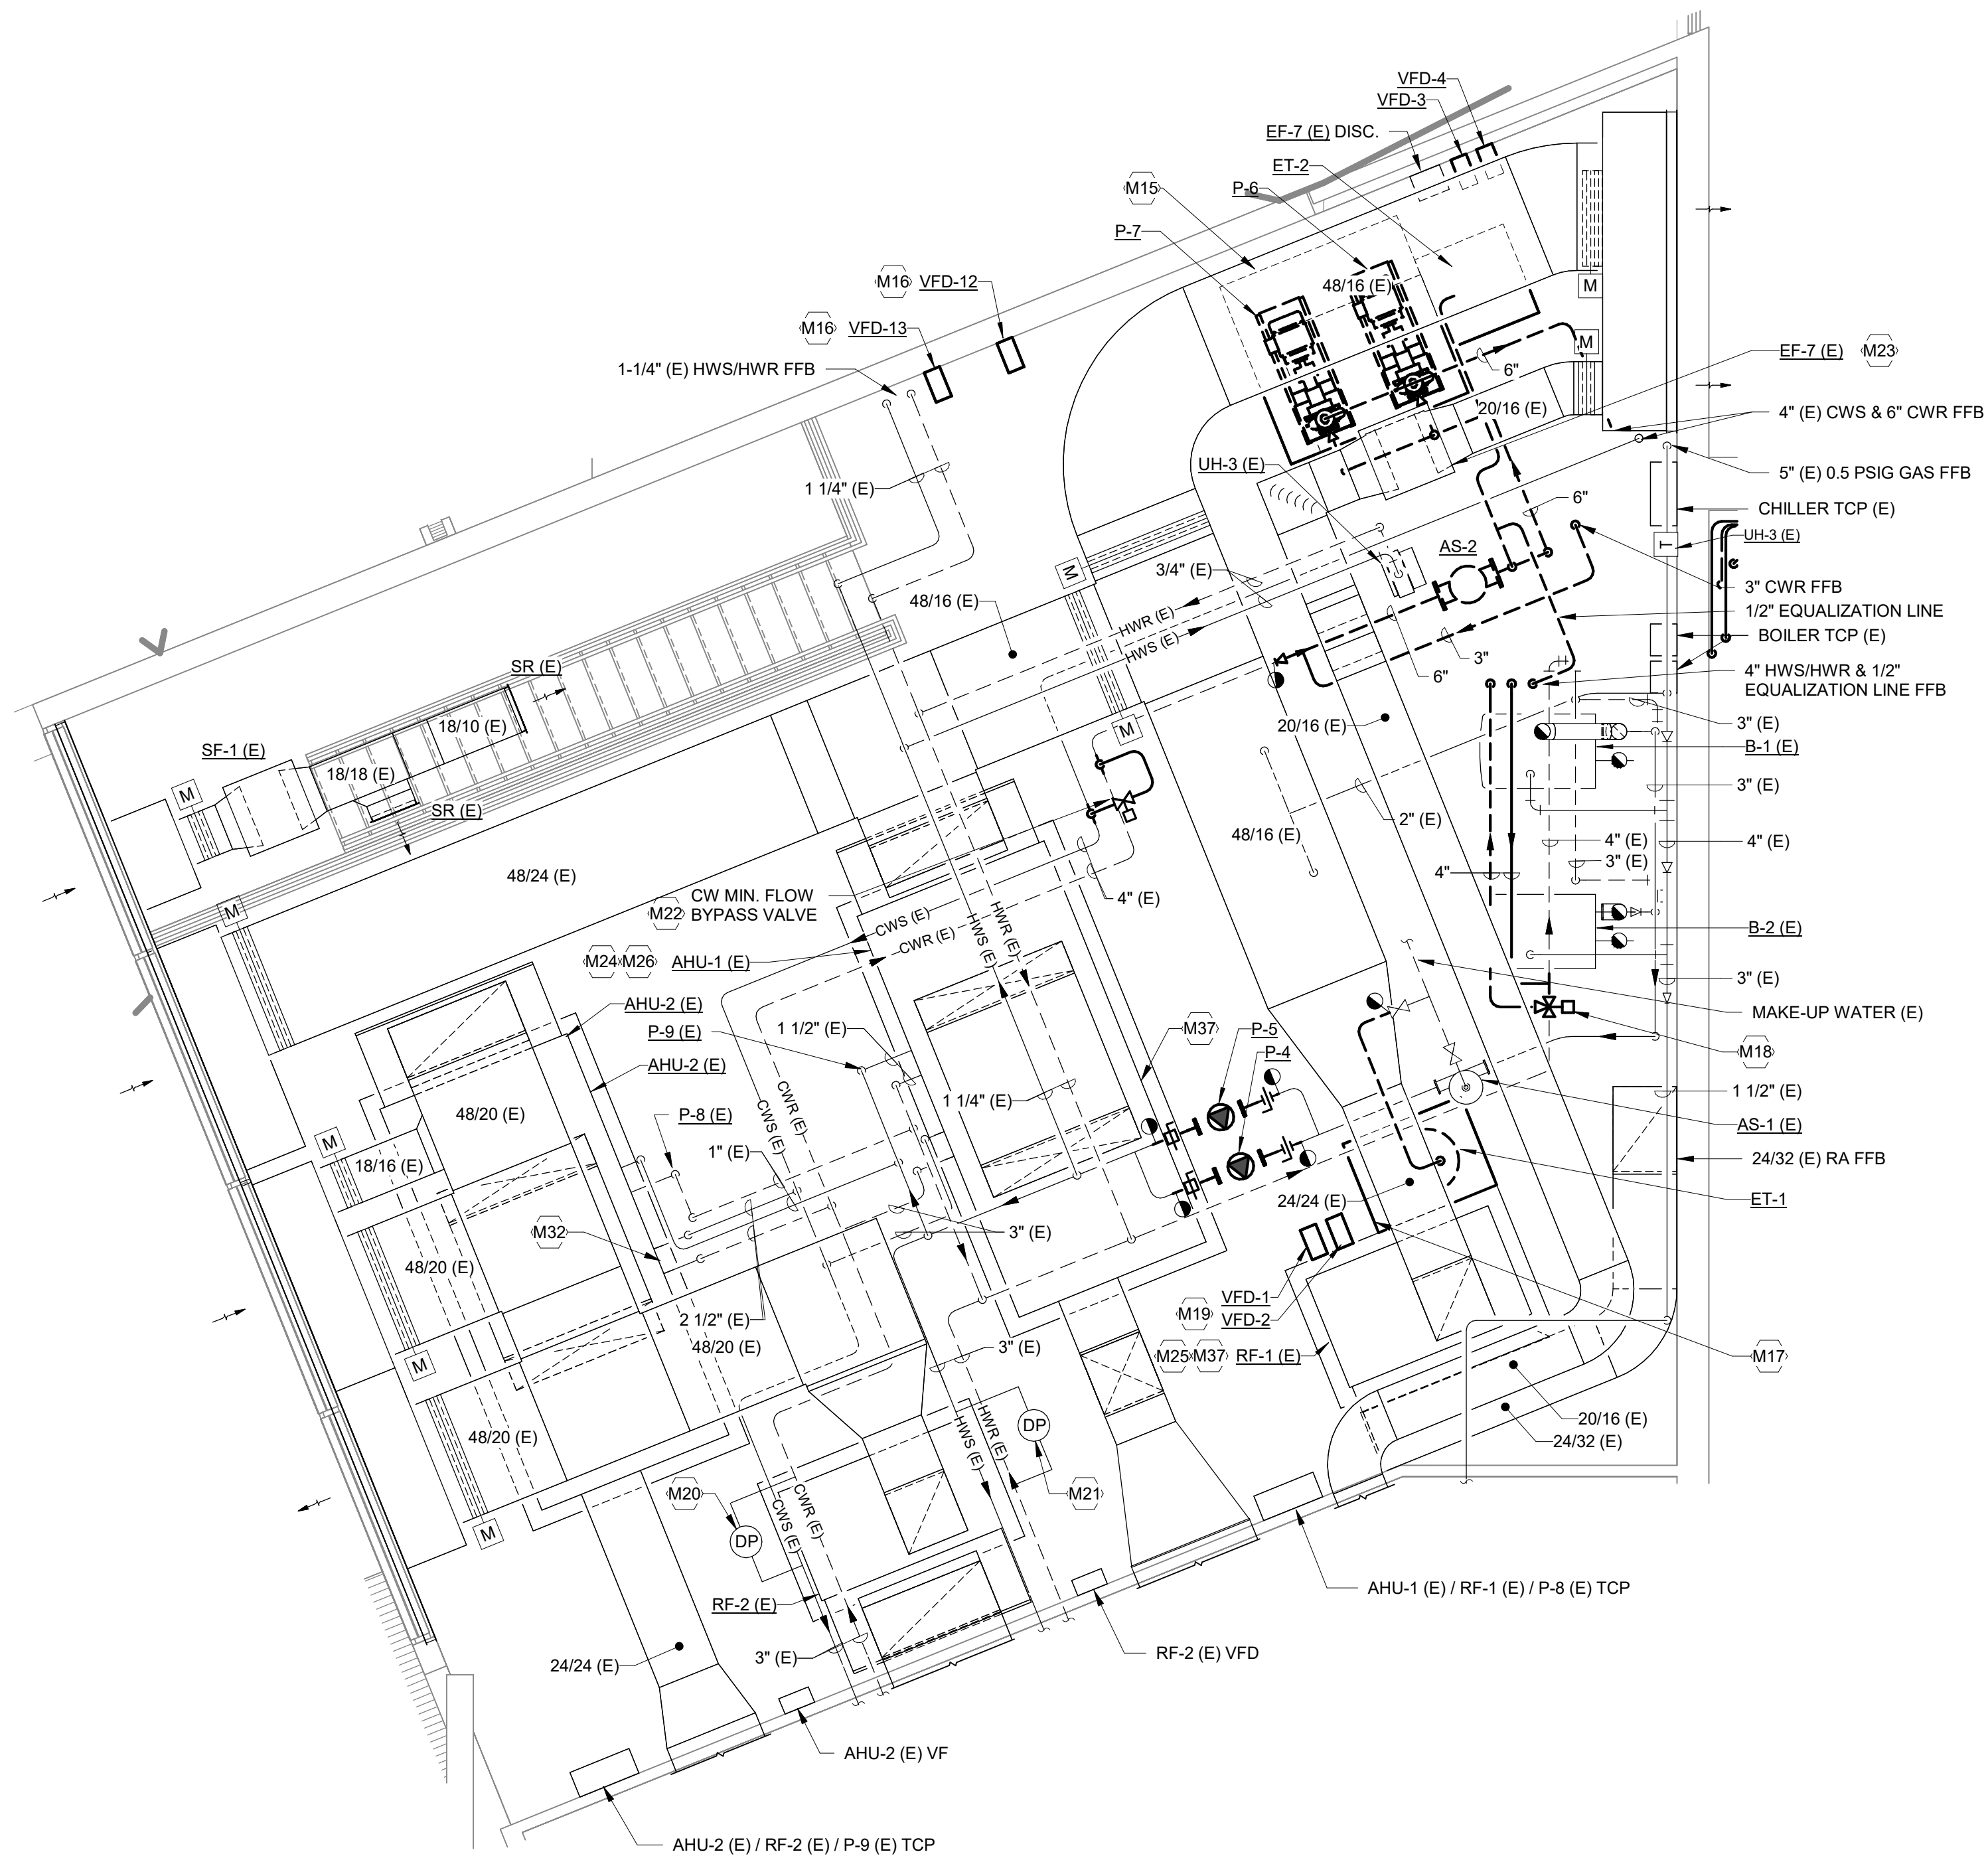 VFD-4
VFD-3
EF-7 (E) DISC.
ET-2
M15
P-6
P-7
M16 VFD-12
48/16 (E)
M
M16 VFD-13
M
EF-7 (E) M23
1-1/4" (E) HWS/HWR FFB
6"
20/16 (E)
4" (E) CWS & 6" CWR FFB
UH-3 (E)
5" (E) 0.5 PSIG GAS FFB
1 1/4" (E)
6"
CHILLER TCP (E)
T
UH-3 (E)
AS-2
M
3/4" (E)
3" CWR FFB
48/16 (E)
1/2" EQUALIZATION LINE
HWR (E)
HWS (E)
BOILER TCP (E)
3"
SR (E)
6"
4" HWS/HWR & 1/2"
EQUALIZATION LINE FFB
18/10 (E)
20/16 (E)
3" (E)
M
SF-1 (E)
B-1 (E)
18/18 (E)
3" (E)
M
SR (E)
2" (E)
48/16 (E)
4" (E)
4" (E)
3" (E)
48/24 (E)
4"
CW MIN. FLOW
M22 BYPASS VALVE
4" (E)
M
CWS (E)
CWR (E)
HWS (E)
HWR (E)
B-2 (E)
M24 M26 AHU-1 (E)
3" (E)
AHU-2 (E)
MAKE-UP WATER (E)
P-9 (E)
1 1/2" (E)
M37
P-5
P-4
M18
AHU-2 (E)
CWR (E)
CWS (E)
1 1/2" (E)
48/20 (E)
1 1/4" (E)
P-8 (E)
AS-1 (E)
M
1" (E)
24/32 (E) RA FFB
18/16 (E)
24/24 (E)
ET-1
M32
3" (E)
48/20 (E)
VFD-1
M19
VFD-2
2 1/2" (E)
48/20 (E)
3" (E)
M25 M37 RF-1 (E)
M17
M
20/16 (E)
48/20 (E)
DP
HWS (E)
HWR (E)
24/32 (E)
M20
M21
CWS (E)
CWR (E)
M
DP
AHU-1 (E) / RF-1 (E) / P-8 (E) TCP
RF-2 (E)
3" (E)
RF-2 (E) VFD
24/24 (E)
AHU-2 (E) VF
AHU-2 (E) / RF-2 (E) / P-9 (E) TCP